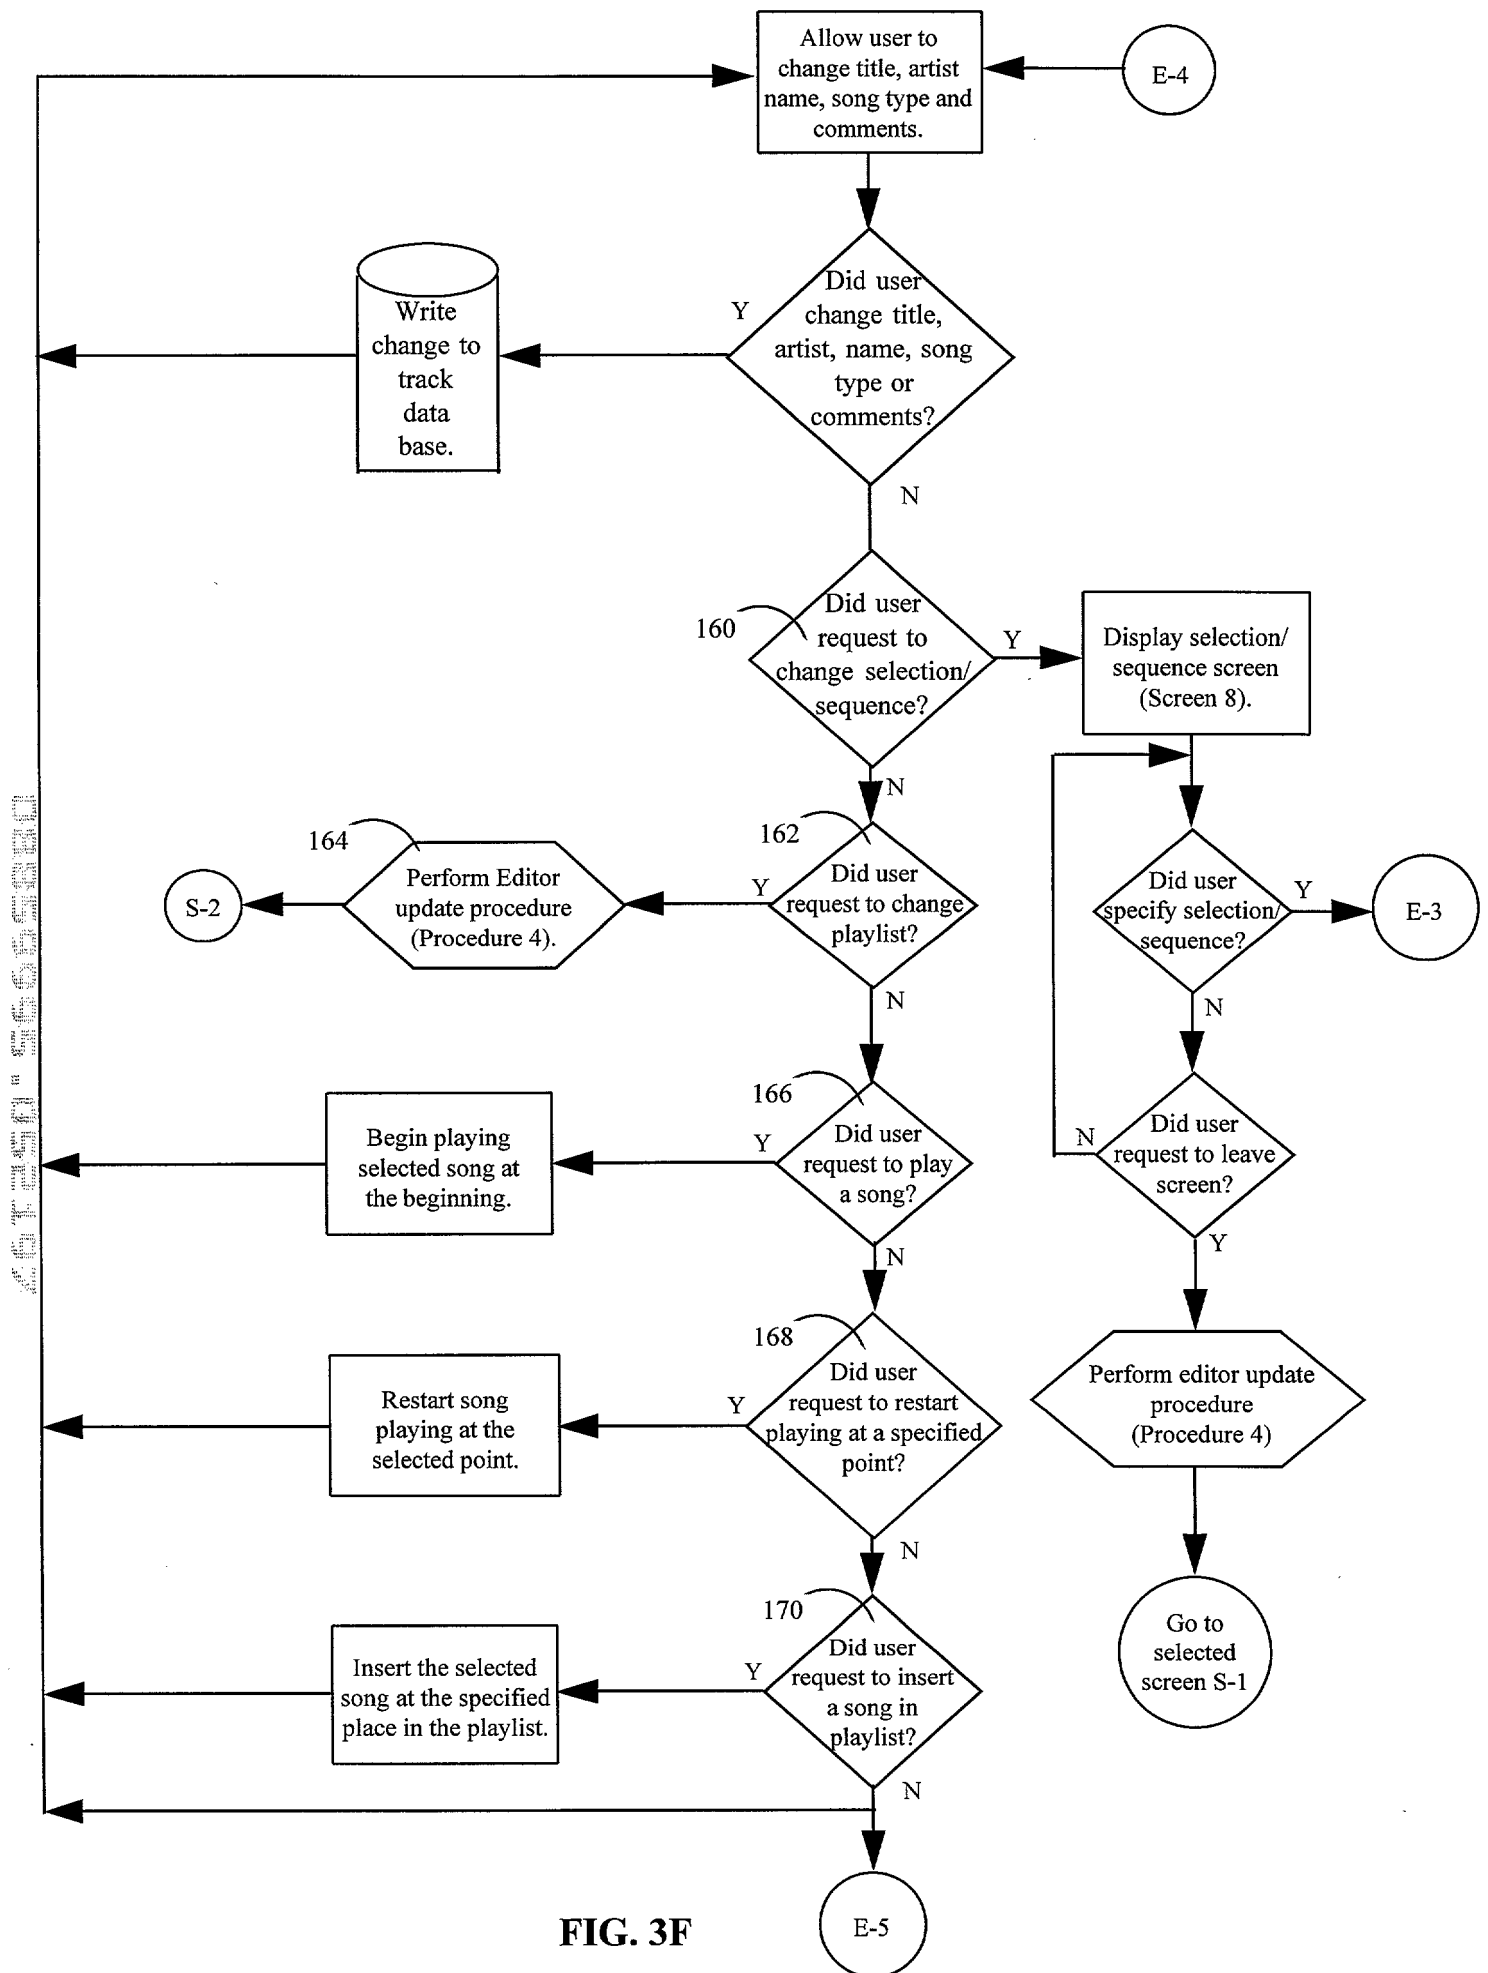 Allow user to
change title, artist
name, song type and
comments.
E-4
Did user
change title,
artist, name, song
type or
comments?
Y
Write
change to
track
data
base.
N
160
Did user
request to
change selection/
sequence?
Y
Display selection/
sequence screen
(Screen 8).
N
164
Perform Editor
update procedure
(Procedure 4).
S-2
162
Did user
request to change
playlist?
Y
N
Did user
specify selection/
sequence?
Y
E-3
N
166
Did user
request to play
a song?
Y
Begin playing
selected song at
the beginning.
N
Did user
request to leave
screen?
N
Y
168
Did user
request to restart
playing at a specified
point?
Y
Restart song
playing at the
selected point.
N
Perform editor update
procedure
(Procedure 4)
Go to
selected
screen S-1
170
Did user
request to insert
a song in
playlist?
Y
Insert the selected
song at the specified
place in the playlist.
N
E-5
FIG. 3F